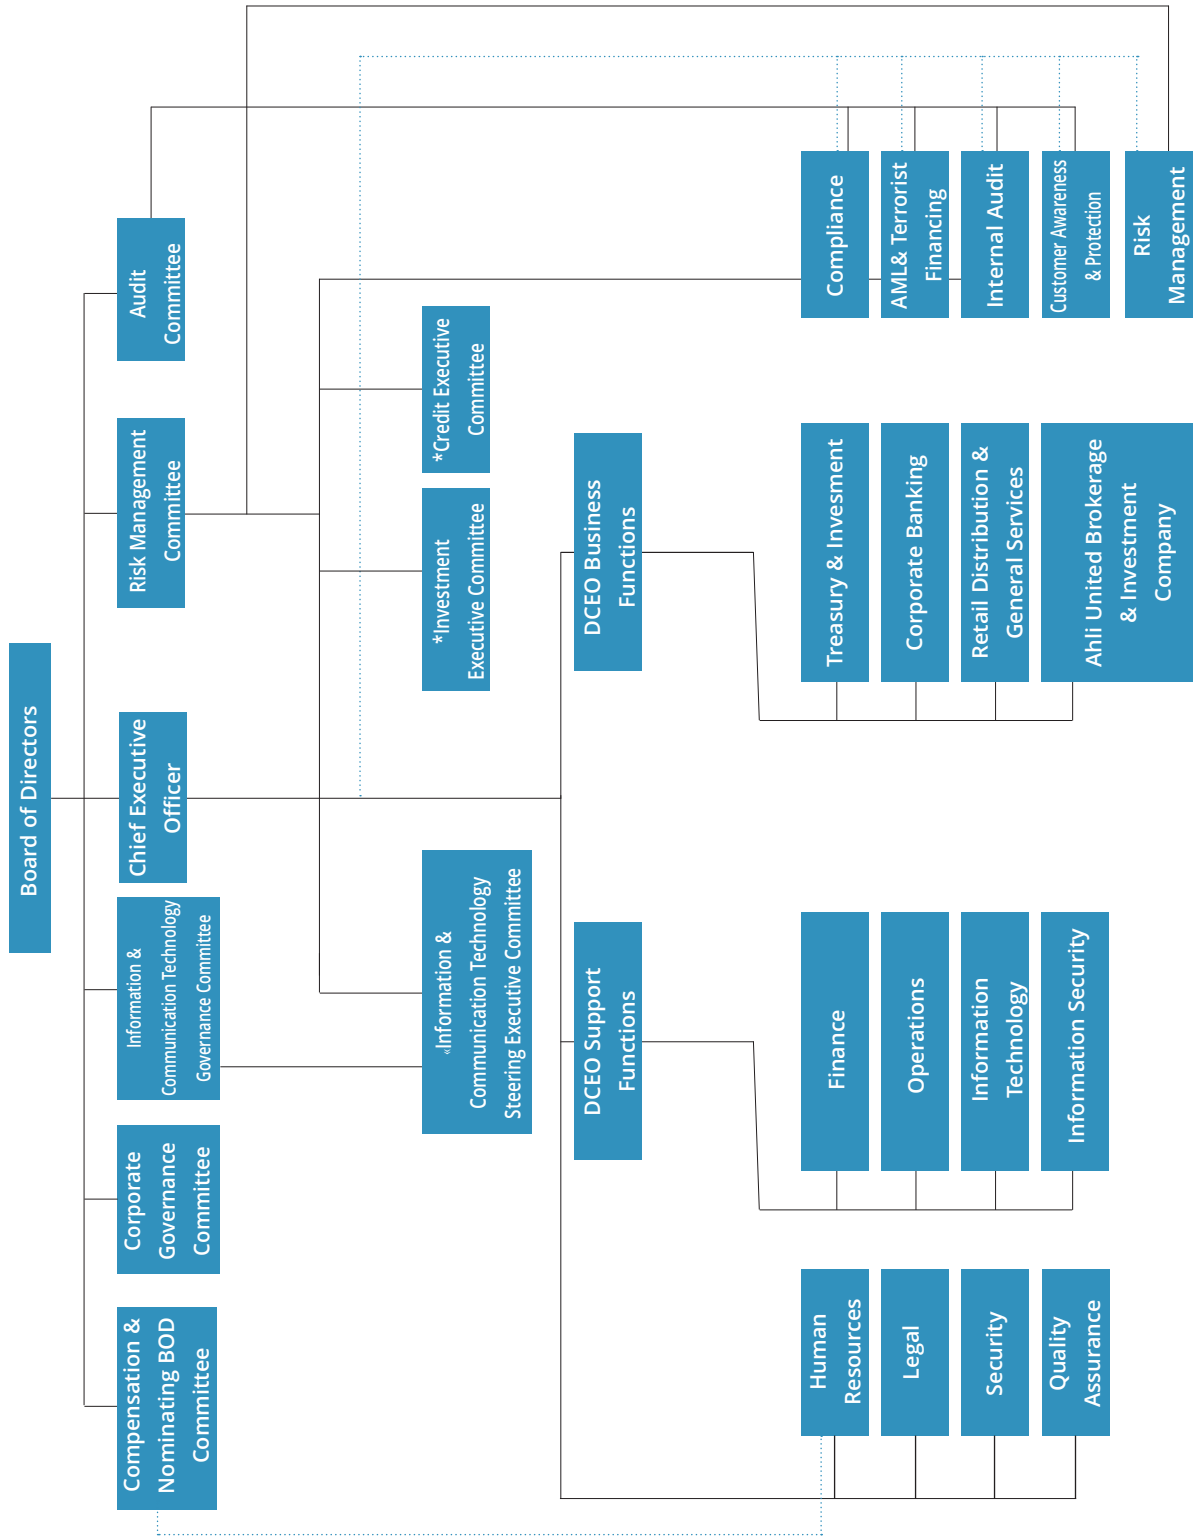 Board of Directors
Compensation &
Nominating BOD
Committee
Corporate
Governance
Committee
Information &
Communication Technology
Governance Committee
Chief Executive
Officer
Risk Management
Committee
Audit
Committee
«Information &
Communication Technology
Steering Executive Committee
*Investment
Executive Committee
*Credit Executive
Committee
DCEO Support
Functions
DCEO Business
Functions
Human
Resources
Legal
Security
Quality
Assurance
Finance
Operations
Information
Technology
Information Security
Treasury & Invesment
Corporate Banking
Retail Distribution &
General Services
Ahli United Brokerage
& Investment
Company
Compliance
AML& Terrorist
Financing
Internal Audit
Customer Awareness
& Protection
Risk
Management